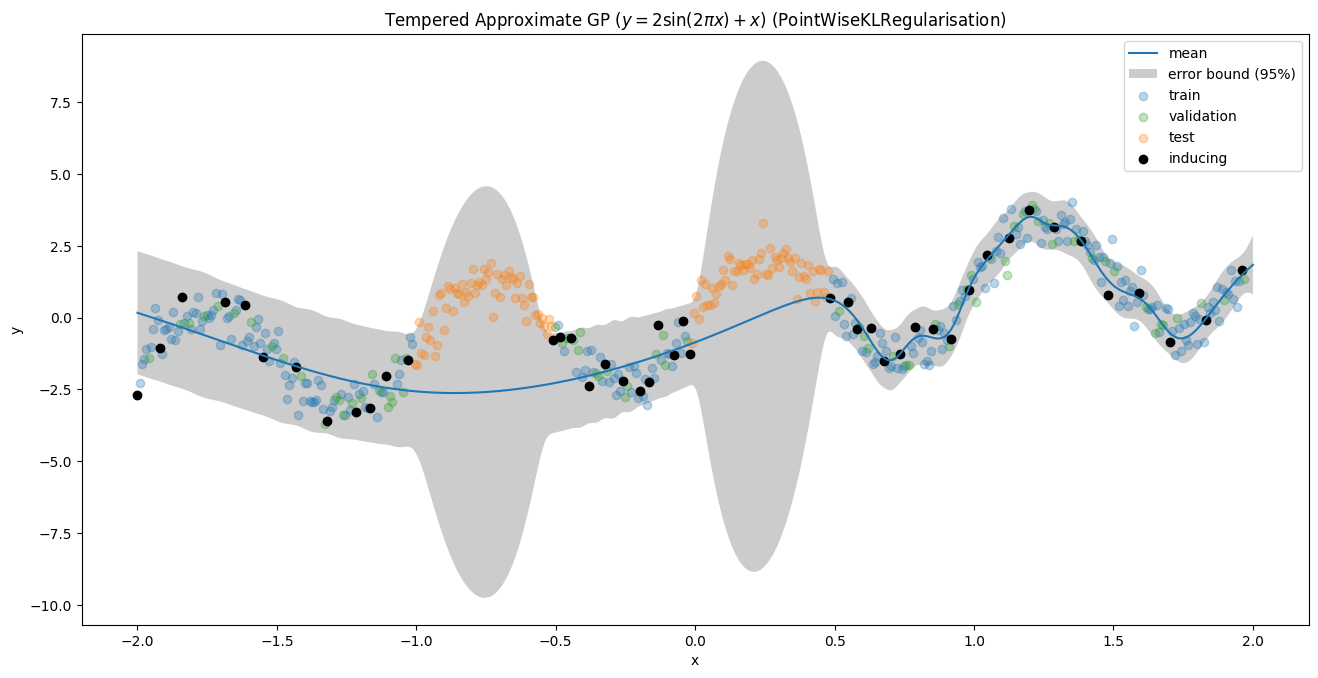 Tempered Approximate GP (y = 2sin(2πx) + x) (PointWiseKLRegularisation)
mean
error bound (95%)
train
validation
test
inducing
y
7.5
5.0
2.5
0.0
−2.5
−5.0
−7.5
−10.0
−2.0 −1.5 −1.0 −0.5 0.0 0.5 1.0 1.5 2.0
x